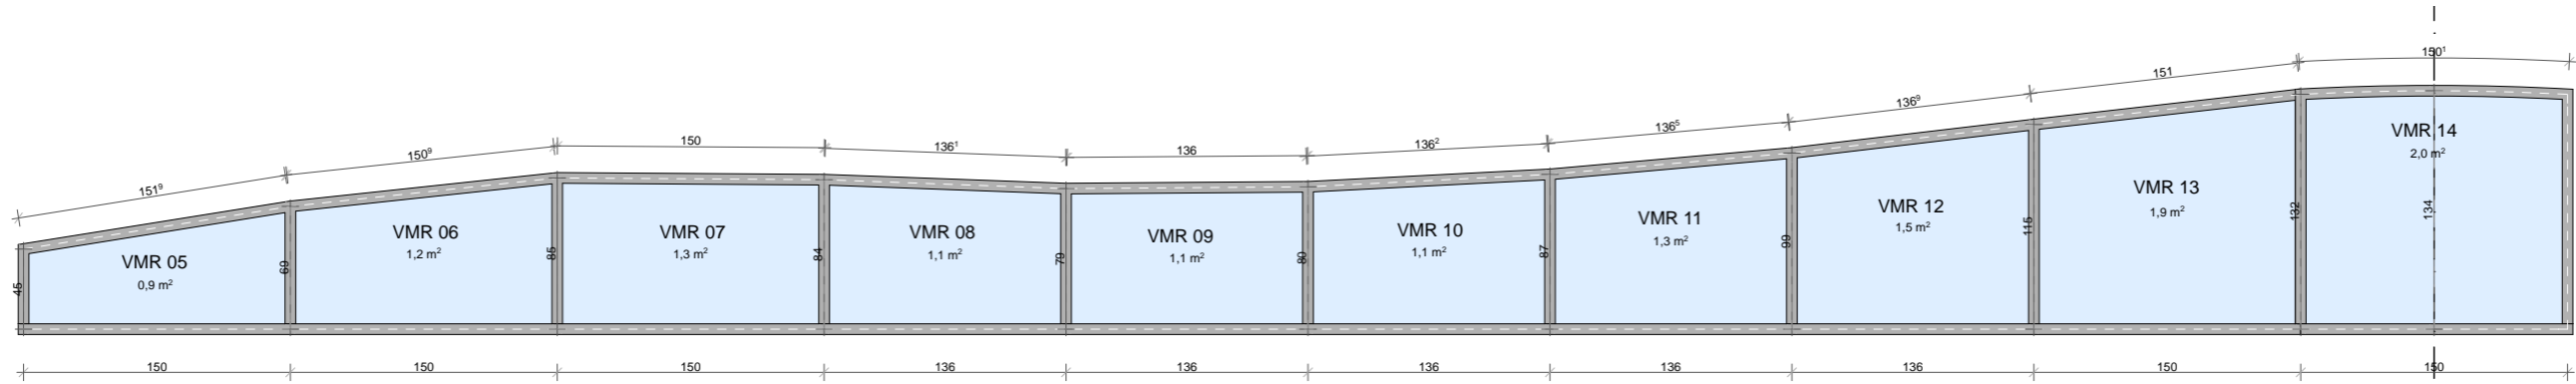 150¹
151
136⁹
136⁵
136²
136
136¹
150
150⁹
151⁹
VMR 05
0,9 m²
VMR 06
1,2 m²
VMR 07
1,3 m²
VMR 08
1,1 m²
VMR 09
1,1 m²
VMR 10
1,1 m²
VMR 11
1,3 m²
VMR 12
1,5 m²
VMR 13
1,9 m²
VMR 14
2,0 m²
45
69
85
84
79
80
87
99
115
132
134
150
150
150
136
136
136
136
136
150
150